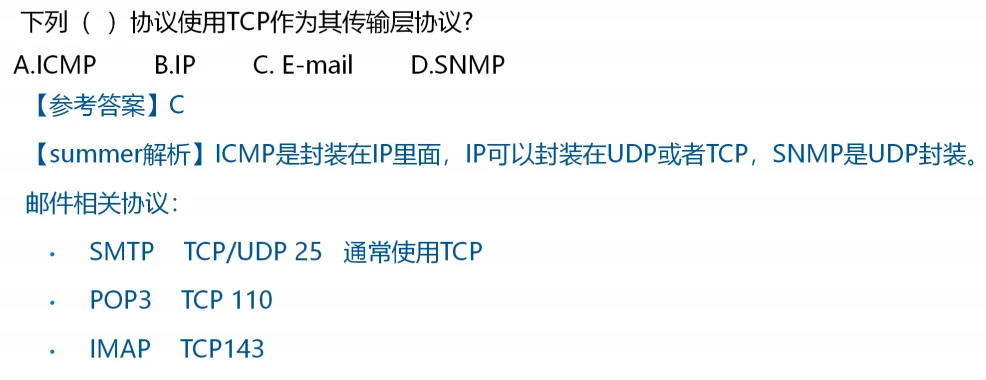 下列（ ）协议使用TCP作为其传输层协议?
A.ICMP B.IP C. E-mail D.SNMP
【参考答案】C
【summer解析】ICMP是封装在IP里面，IP可以封装在UDP或者TCP，SNMP是UDP封装。
邮件相关协议：
· SMTP TCP/UDP 25 通常使用TCP
· POP3 TCP 110
· IMAP TCP143